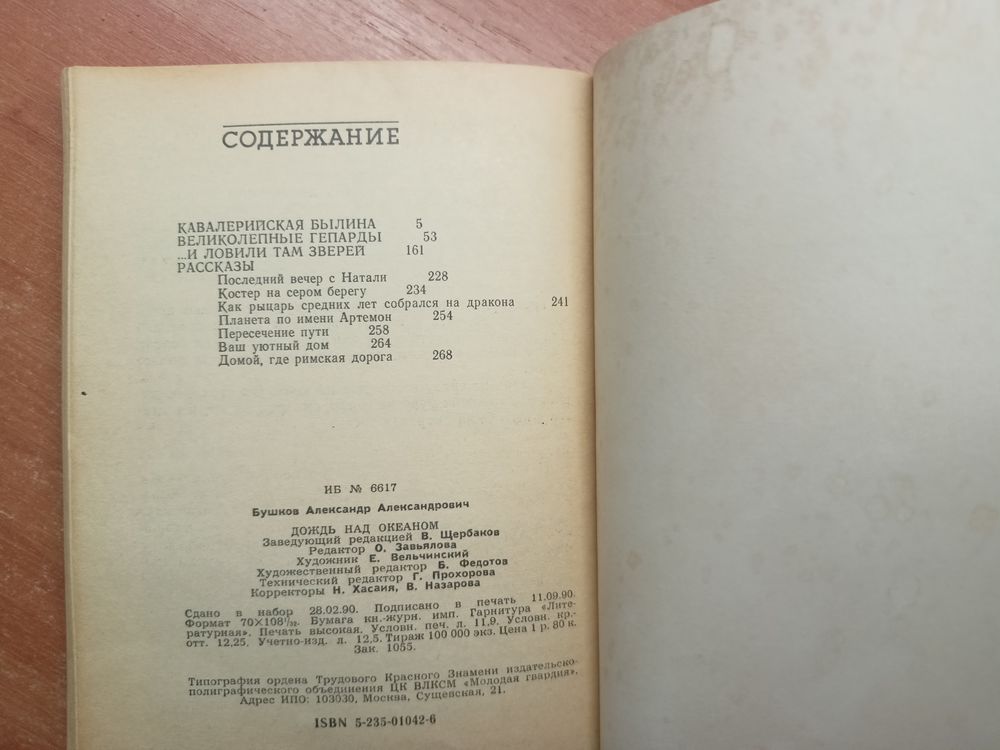 СОДЕРЖАНИЕ
КАВАЛЕРИЙСКАЯ БЫЛИНА 5
ВЕЛИКОЛЕПНЫЕ ГЕПАРДЫ 53
...И ЛОВИЛИ ТАМ ЗВЕРЕЙ 161
РАССКАЗЫ
Последний вечер с Натали 228
Костер на сером берегу 234
Как рыцарь средних лет собрался на дракона 241
Планета по имени Артемон 254
Пересечение пути 258
Ваш уютный дом 264
Домой, где римская дорога 268
ИБ № 6617
Бушков Александр Александрович
ДОЖДЬ НАД ОКЕАНОМ
Заведующий редакцией В. Щербаков
Редактор О. Завьялова
Художник Е. Вельчинский
Художественный редактор Б. Федотов
Технический редактор Г. Прохорова
Корректоры Н. Хасаия, В. Назарова
Сдано в набор 28.02.90. Подписано в печать 11.09.90.
Формат 70×108¹/₃₂. Бумага кн.-журн. имп. Гарнитура «Лите-
ратурная». Печать высокая. Условн. печ. л. 11,9. Условн. кр.-
отт. 12,25. Учетно-изд. л. 12,5. Тираж 100 000 экз. Цена 1 р. 80 к.
Зак. 1055.
Типография ордена Трудового Красного Знамени издательско-
полиграфического объединения ЦК ВЛКСМ «Молодая гвардия».
Адрес ИПО: 103030, Москва, Сущевская, 21.
ISBN 5-235-01042-6